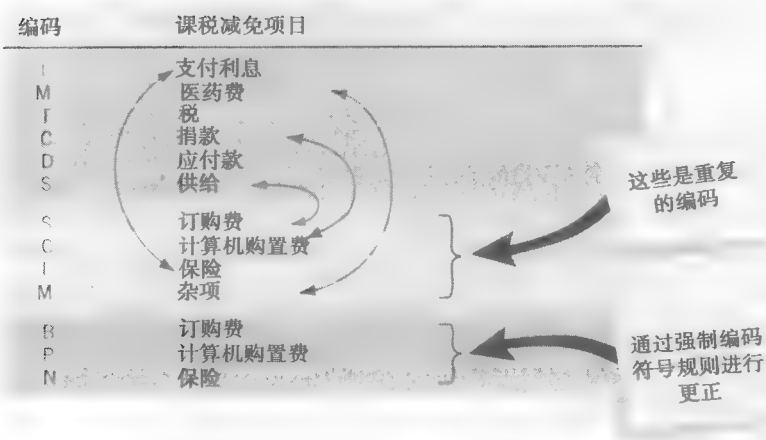 编码 课税减免项目
I 支付利息
M 医药费
T 税
C 捐款
D 应付款
S 供给
S 订购费
C 计算机购置费
I 保险
M 杂项
这些是重复
的编码
B 订购费
P 计算机购置费
N 保险
通过强制编码
符号规则进行
更正